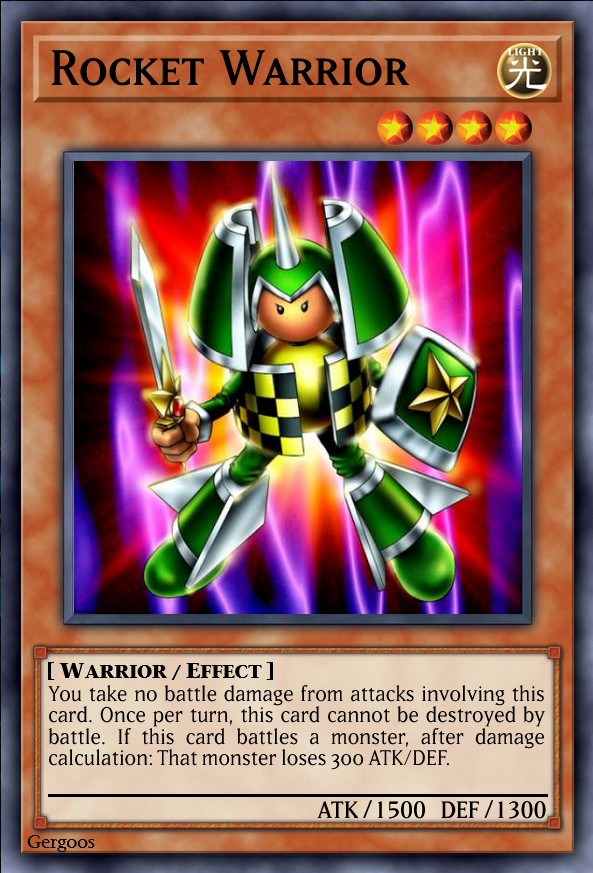 Rocket Warrior
LIGHT
光
[ Warrior / Effect ]
You take no battle damage from attacks involving this
card. Once per turn, this card cannot be destroyed by
battle. If this card battles a monster, after damage
calculation: That monster loses 300 ATK/DEF.
ATK/1500 DEF/1300
Gergoos